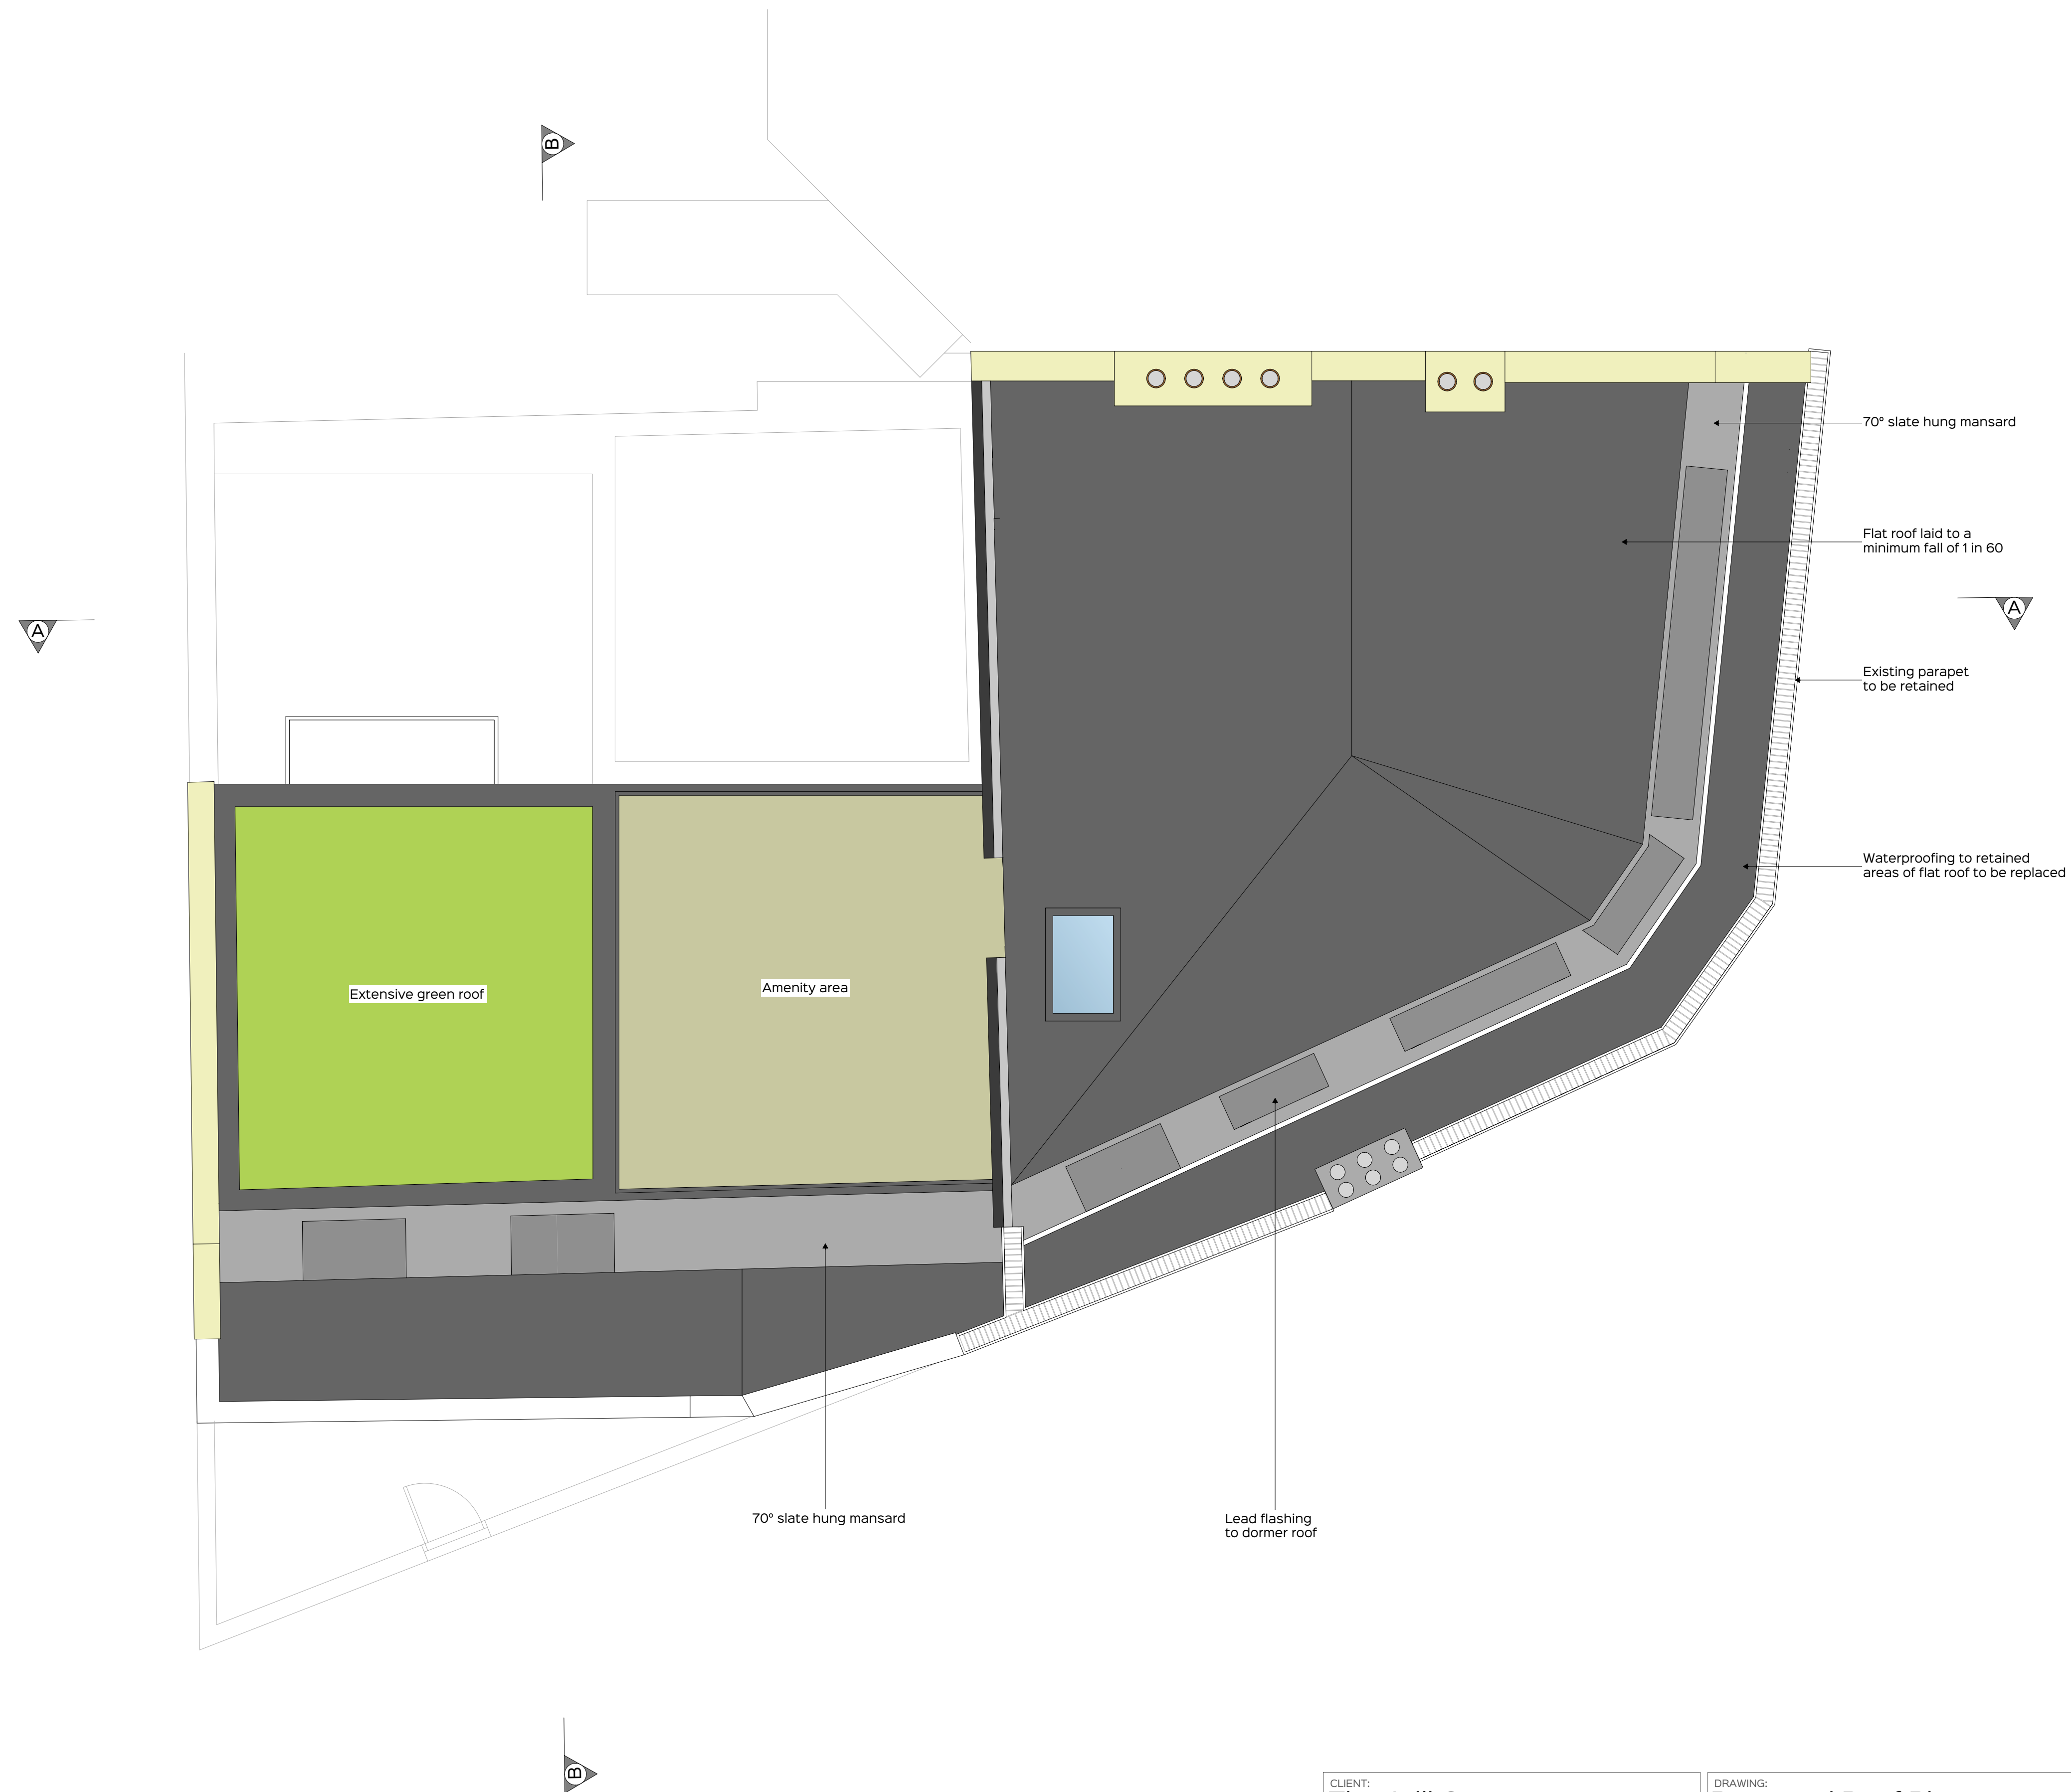 B
70° slate hung mansard
Flat roof laid to a
minimum fall of 1 in 60
A
A
Existing parapet
to be retained
Waterproofing to retained
areas of flat roof to be replaced
Extensive green roof
Amenity area
70° slate hung mansard
Lead flashing
to dormer roof
B
CLIENT:
DRAWING: